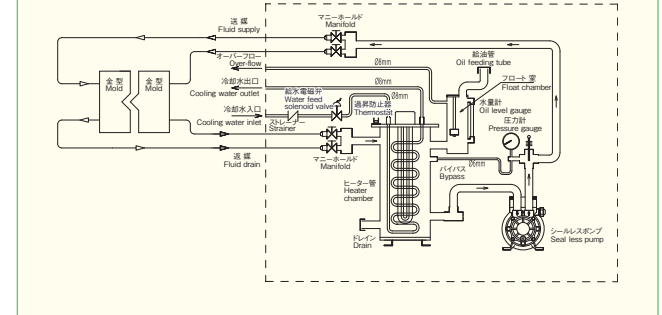 送 媒
Fluid supply
マニーホールド
Manifold
オーバーフロー
Over-flow
Ø8mm
給油管
Oil feeding tube
金 型
Mold
金 型
Mold
冷却水出口
Cooling water outlet
Ø8mm
フロート 室
Float chamber
給水電磁弁
Water feed
solenoid valve
Ø8mm
過昇防止器
Thermostat
水量計
Oil level gauge
冷却水入口
Cooling water inlet
ストレーナー
Strainer
圧力計
Pressure gauge
返 媒
Fluid drain
マニーホールド
Manifold
バイパス
Bypass
Ø6mm
ヒーター管
Heater
chamber
ドレイン
Drain
シールレスポンプ
Seal less pump